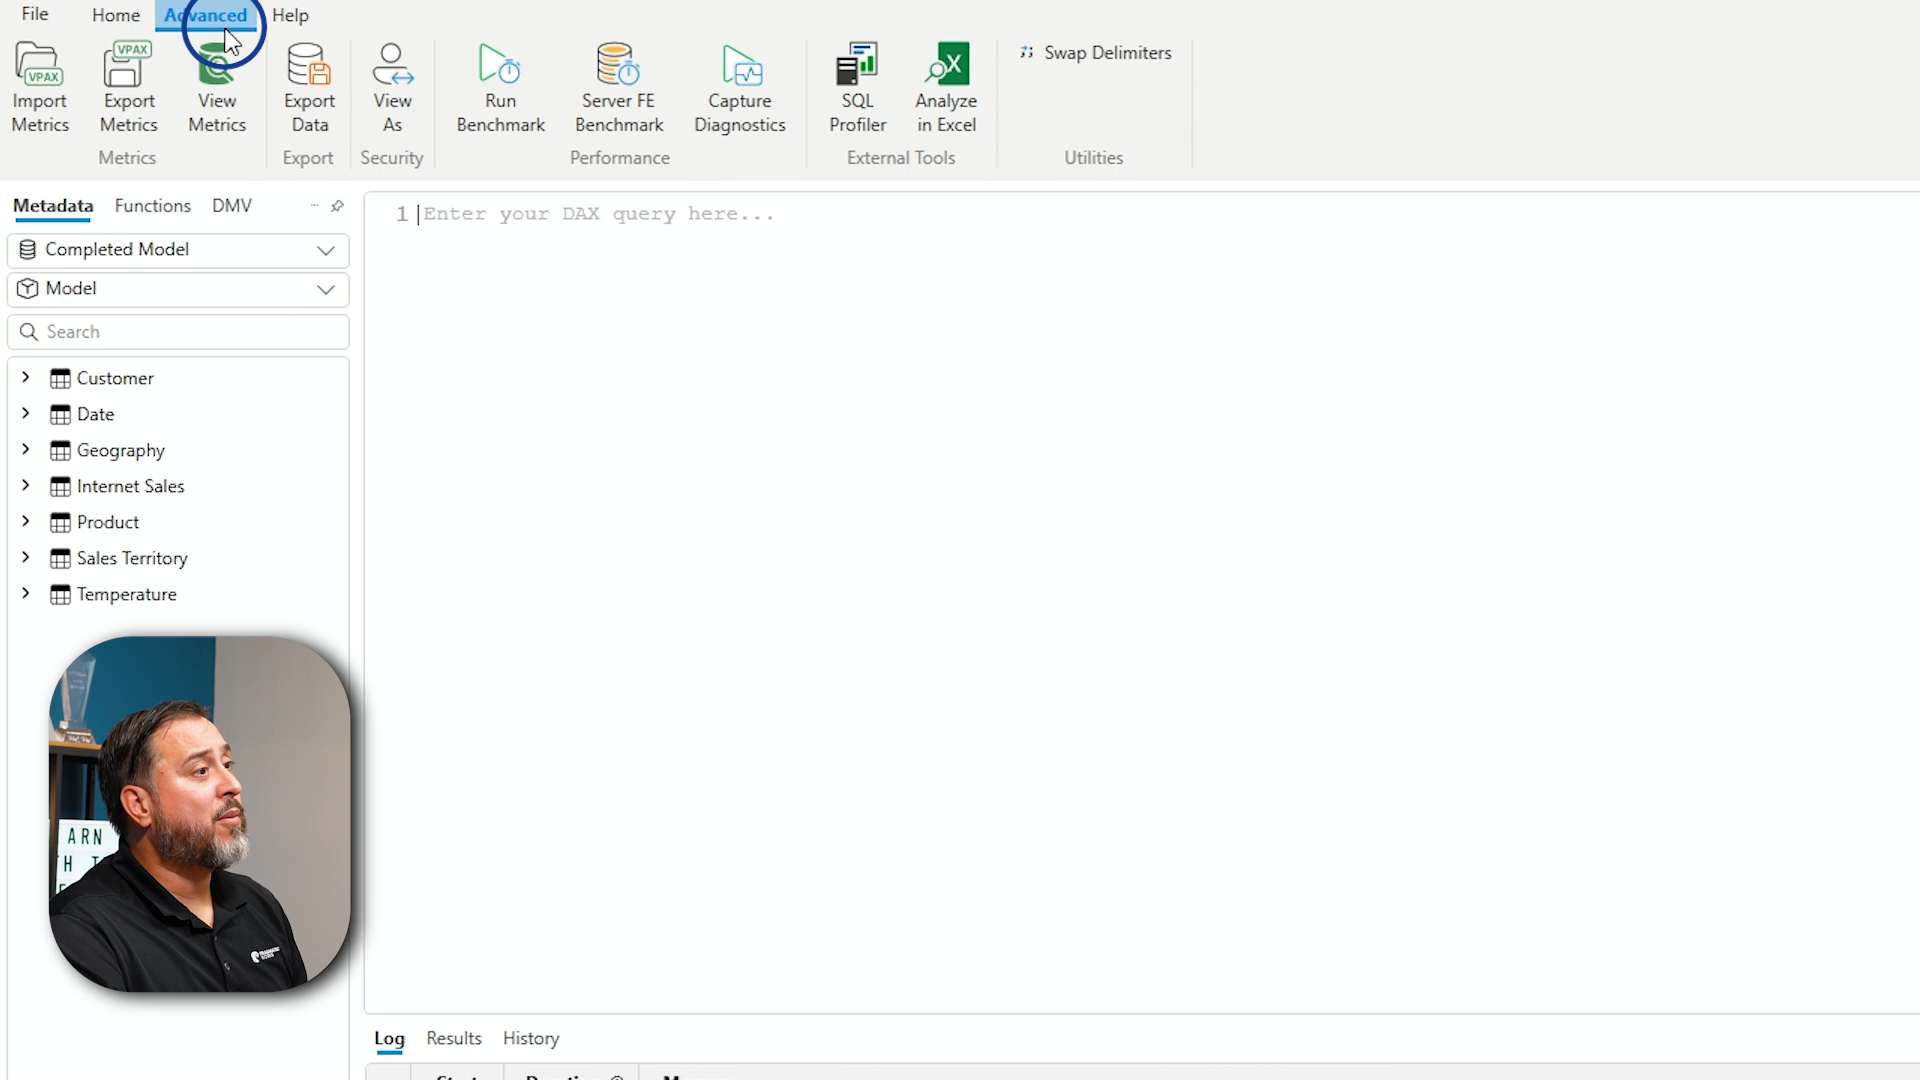 File Home Advanced Help
Import Metrics
Export Metrics
View Metrics
Export Data
View As
Run Benchmark
Server FE Benchmark
Capture Diagnostics
SQL Profiler
Analyze in Excel
Swap Delimiters
VPAX
VPAX
Metrics Export Security Performance External Tools Utilities
Metadata Functions DMV
Completed Model
Model
Search
Customer
Date
Geography
Internet Sales
Product
Sales Territory
Temperature
1 Enter your DAX query here...
ARN
H
Log Results History